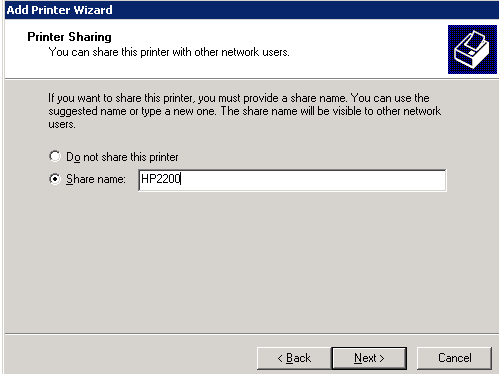 Add Printer Wizard
Printer Sharing
You can share this printer with other network users.
If you want to share this printer, you must provide a share name. You can use the
suggested name or type a new one. The share name will be visible to other network
users.
Do not share this printer
Share name: HP2200
< Back Next > Cancel